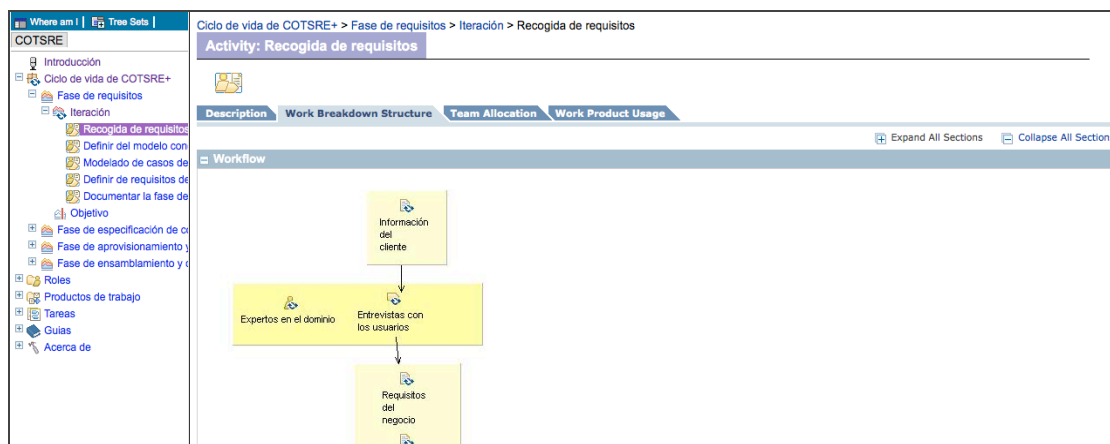 Where am I | Tree Sets |
COTSRE
Introducción
Ciclo de vida de COTSRE+
Fase de requisitos
Iteración
Recogida de requisitos
Definir del modelo con
Modelado de casos de
Definir de requisitos de
Documentar la fase de
Objetivo
Fase de especificación de co
Fase de aprovisionamiento y
Fase de ensamblamiento y d
Roles
Productos de trabajo
Tareas
Guias
Acerca de
Ciclo de vida de COTSRE+ > Fase de requisitos > Iteración > Recogida de requisitos
Activity: Recogida de requisitos
Description Work Breakdown Structure Team Allocation Work Product Usage
Expand All Sections Collapse All Section
Workflow
Información
del
cliente
Expertos en el dominio
Entrevistas con
los usuarios
Requisitos
del
negocio